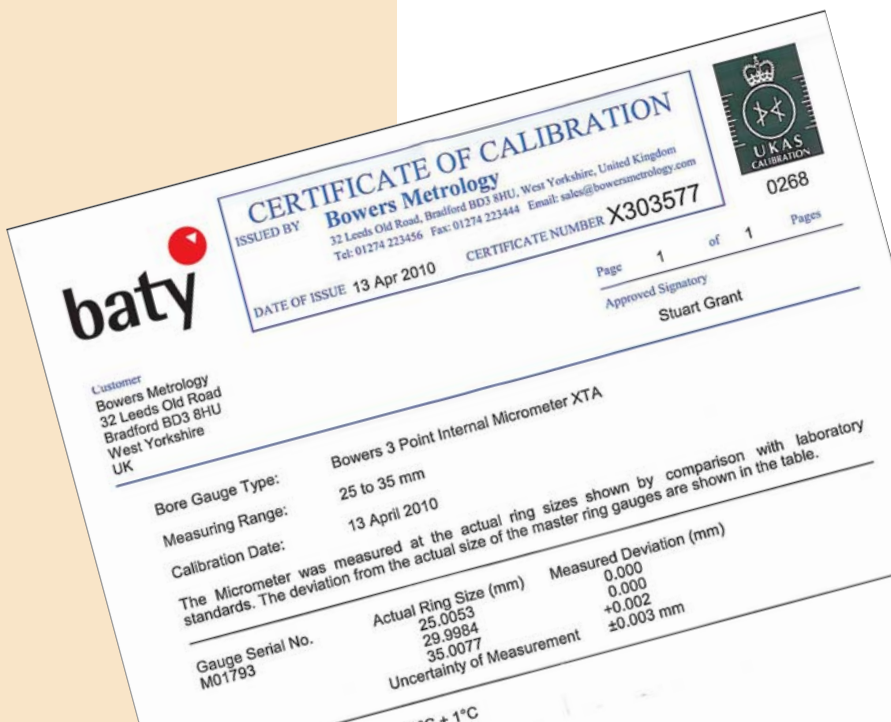 baty
CERTIFICATE OF CALIBRATION
ISSUED BY Bowers Metrology
32 Leeds Old Road, Bradford BD3 8HU, West Yorkshire, United Kingdom
Tel: 01274 223456 Fax: 01274 223444 Email: sales@bowersmetrology.com
DATE OF ISSUE 13 Apr 2010 CERTIFICATE NUMBER X303577
UKAS
CALIBRATION
0268
Page 1 of 1 Pages
Approved Signatory
Stuart Grant
Customer
Bowers Metrology
32 Leeds Old Road
Bradford BD3 8HU
West Yorkshire
UK
Bore Gauge Type: Bowers 3 Point Internal Micrometer XTA
Measuring Range: 25 to 35 mm
Calibration Date: 13 April 2010
The Micrometer was measured at the actual ring sizes shown by comparison with laboratory
standards. The deviation from the actual size of the master ring gauges are shown in the table.
Gauge Serial No. Actual Ring Size (mm) Measured Deviation (mm)
M01793 25.0053 0.000
29.9984 0.000
35.0077 +0.002
Uncertainty of Measurement ±0.003 mm
1°C